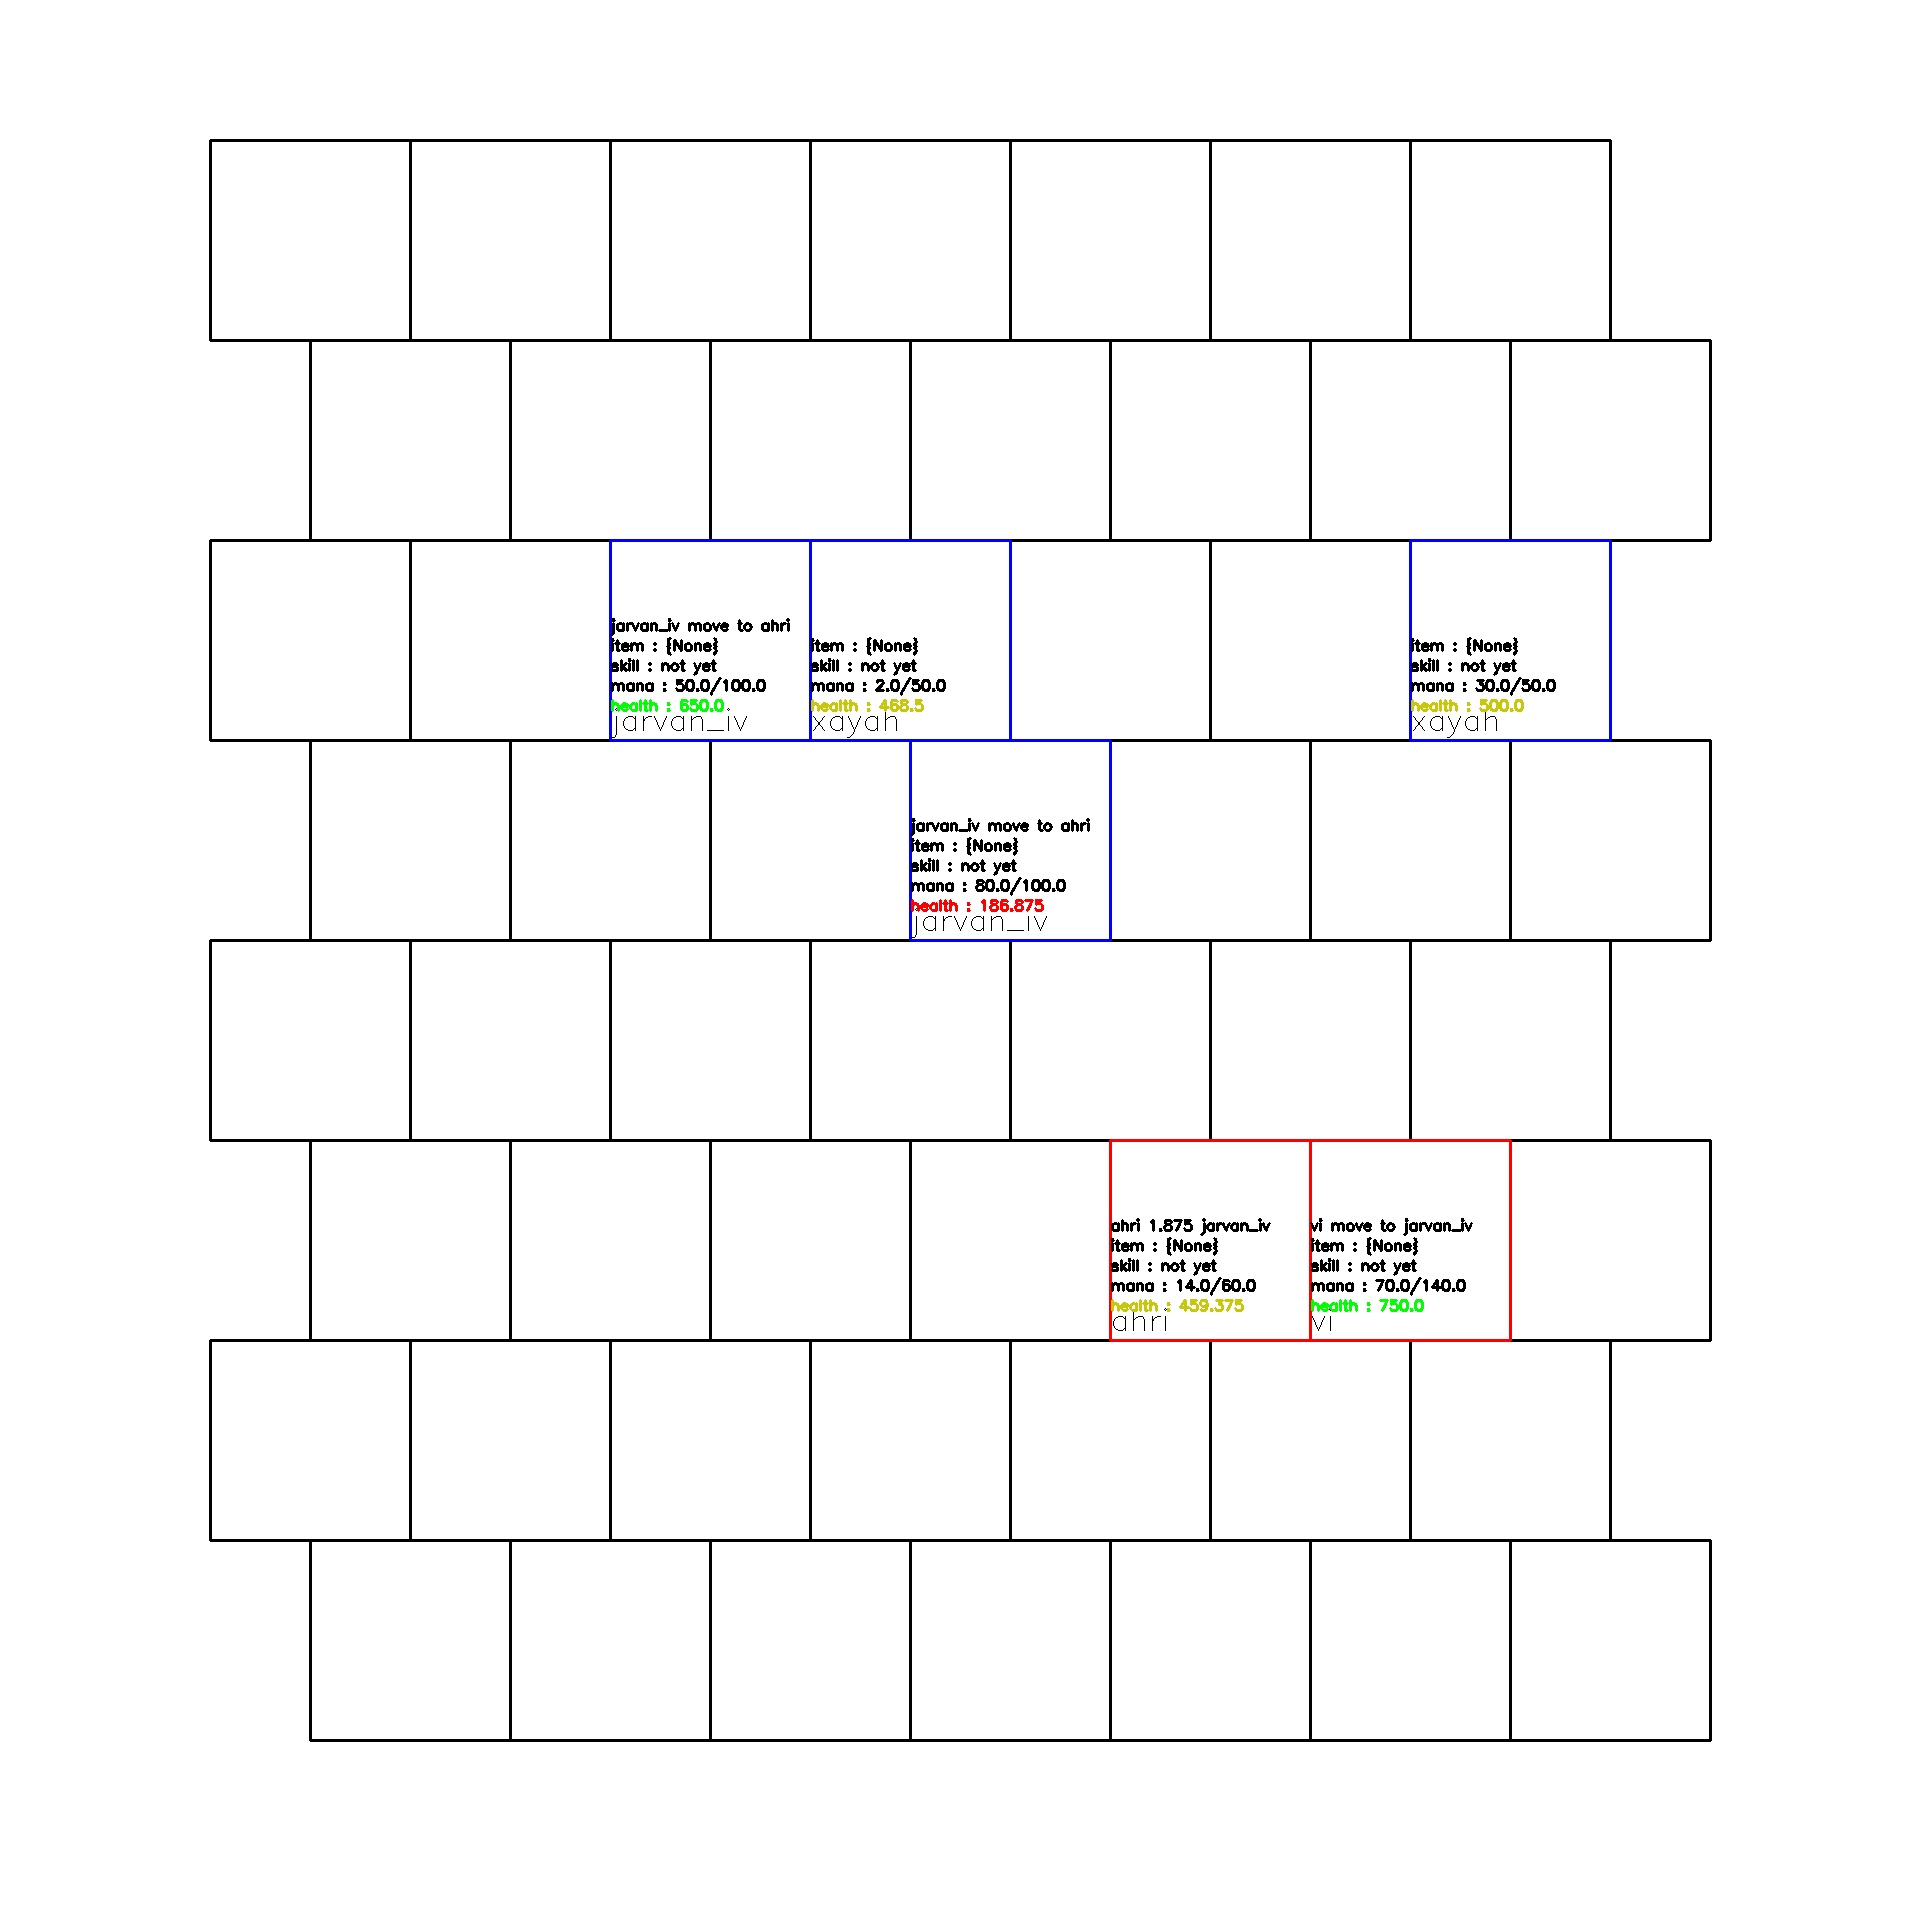 jarvan_iv move to ahri
item : {None}
skill : not yet
mana : 50.0/100.0
health : 650.0
jarvan_iv
item : {None}
skill : not yet
mana : 2.0/50.0
health : 468.5
xayah
item : {None}
skill : not yet
mana : 30.0/50.0
health : 500.0
xayah
jarvan_iv move to ahri
item : {None}
skill : not yet
mana : 80.0/100.0
health : 186.875
jarvan_iv
ahri 1.875 jarvan_iv
item : {None}
skill : not yet
mana : 14.0/60.0
health : 459.375
ahri
vi move to jarvan_iv
item : {None}
skill : not yet
mana : 70.0/140.0
health : 750.0
vi